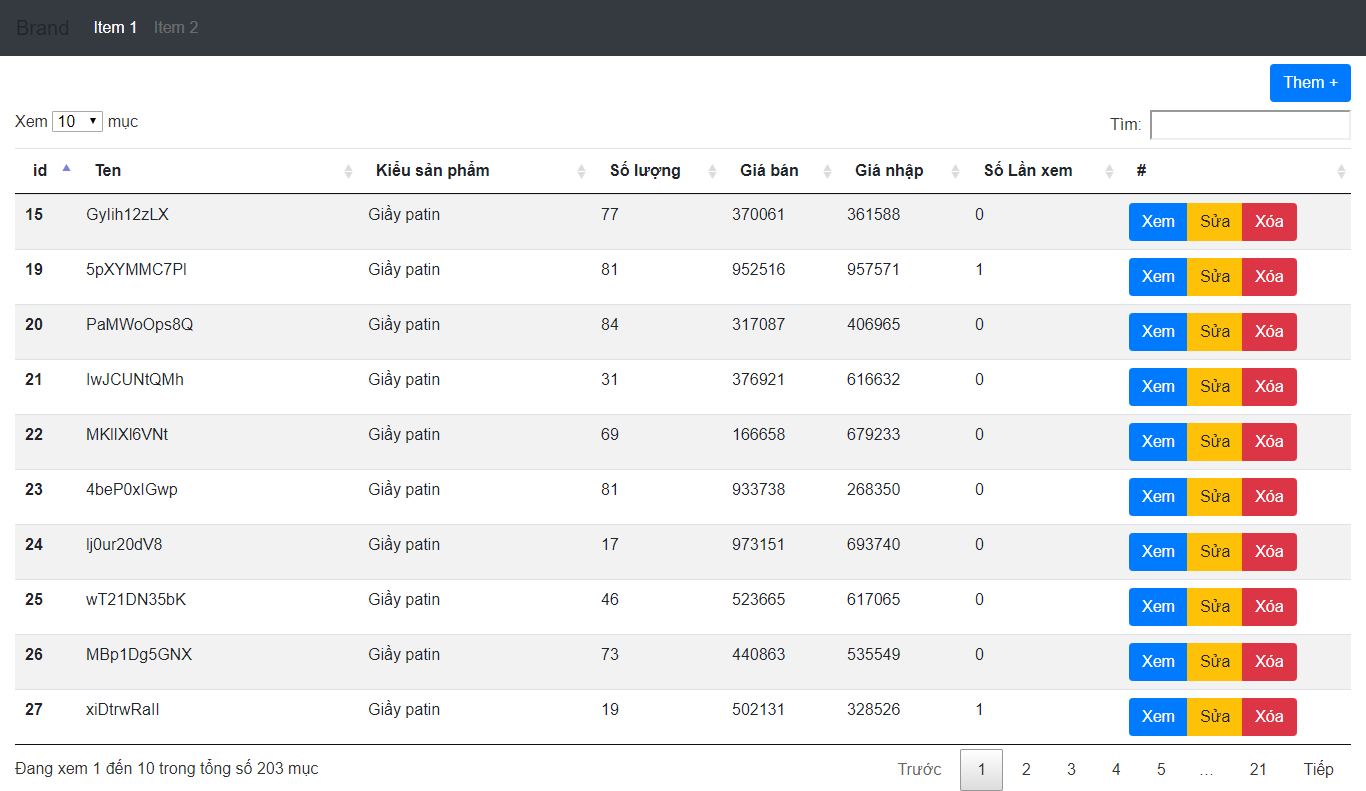 Brand Item 1 Item 2
Them +
Xem 10 mục Tìm:
id Ten Kiểu sản phẩm Số lượng Giá bán Giá nhập Số Lần xem #
15 Gylih12zLX Giầy patin 77 370061 361588 0 Xem Sửa Xóa
19 5pXYMMC7Pl Giầy patin 81 952516 957571 1 Xem Sửa Xóa
20 PaMWoOps8Q Giầy patin 84 317087 406965 0 Xem Sửa Xóa
21 lwJCUNtQMh Giầy patin 31 376921 616632 0 Xem Sửa Xóa
22 MKlIXl6VNt Giầy patin 69 166658 679233 0 Xem Sửa Xóa
23 4beP0xIGwp Giầy patin 81 933738 268350 0 Xem Sửa Xóa
24 lj0ur20dV8 Giầy patin 17 973151 693740 0 Xem Sửa Xóa
25 wT21DN35bK Giầy patin 46 523665 617065 0 Xem Sửa Xóa
26 MBp1Dg5GNX Giầy patin 73 440863 535549 0 Xem Sửa Xóa
27 xiDtrwRall Giầy patin 19 502131 328526 1 Xem Sửa Xóa
Đang xem 1 đến 10 trong tổng số 203 mục Trước 1 2 3 4 5 … 21 Tiếp